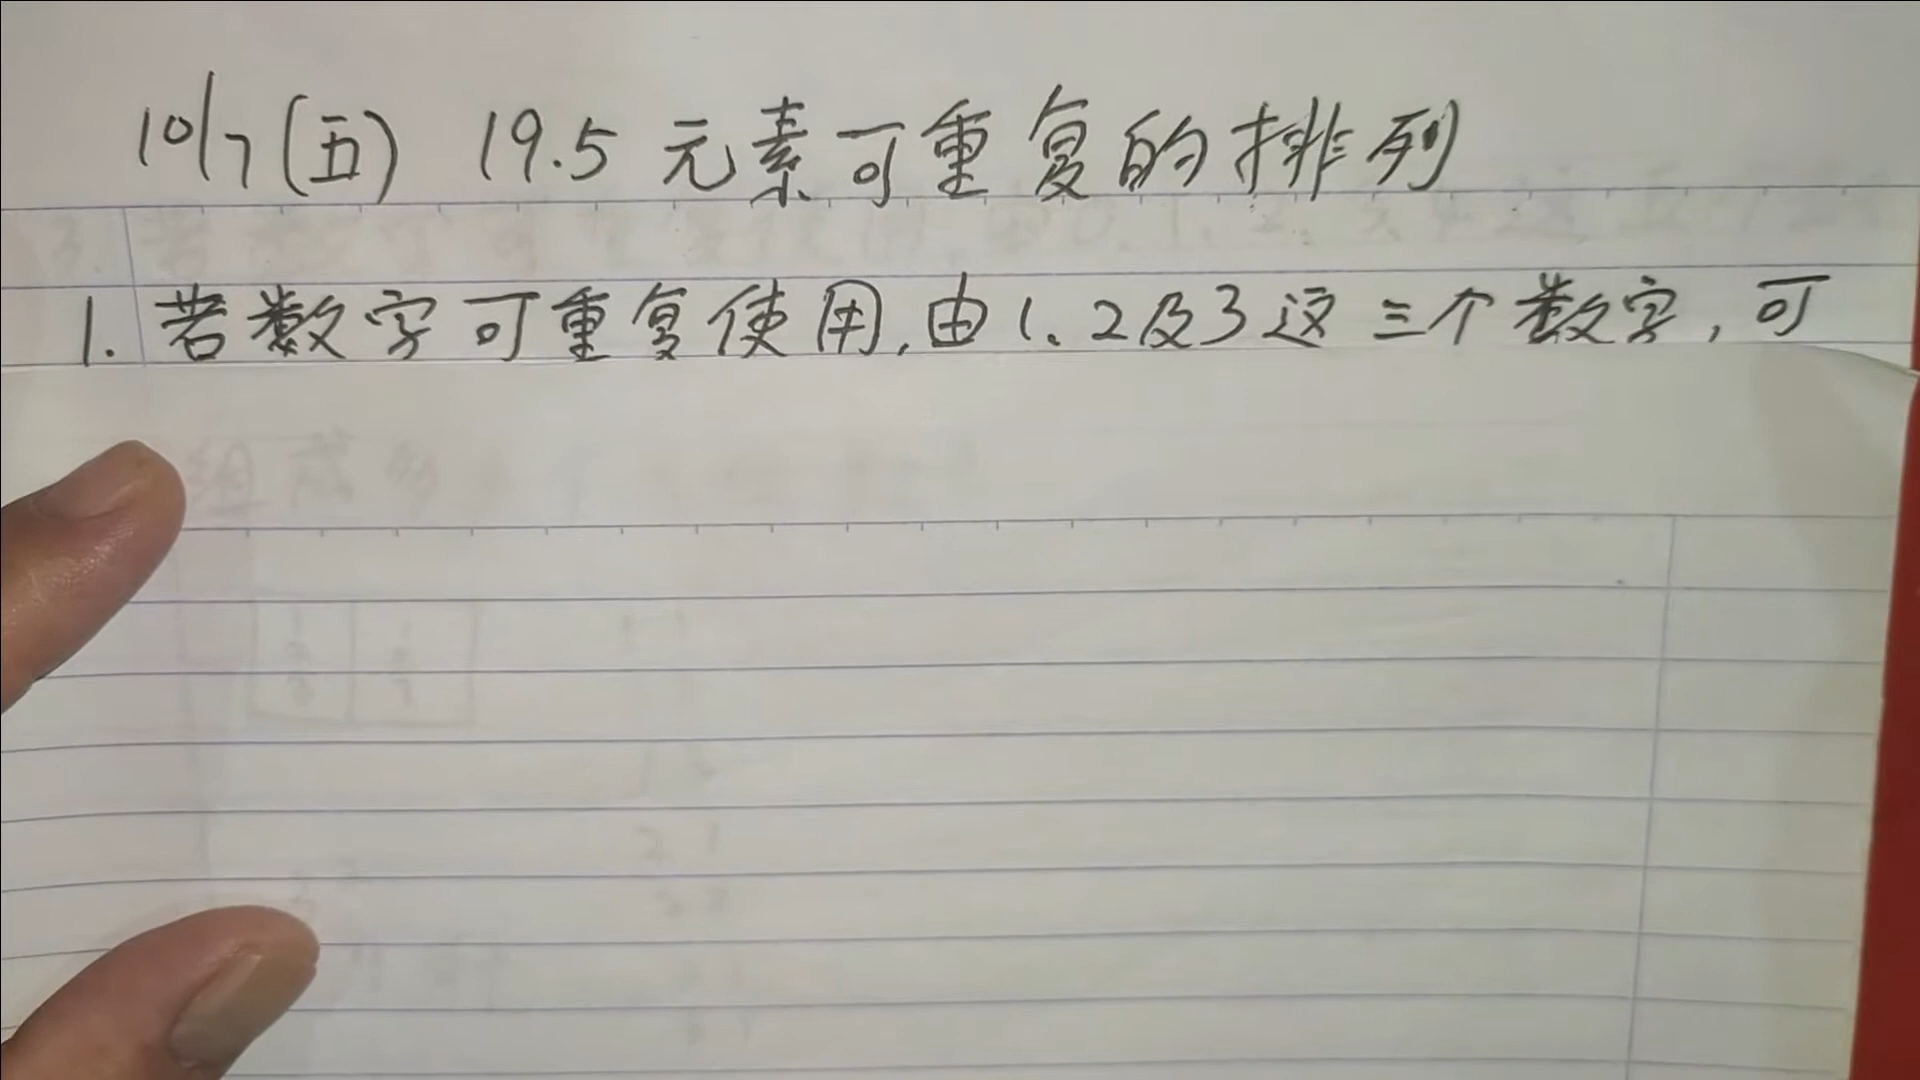 10/7(五) 19.5 元素可重复的排列
1. 若数字可重复使用,由1、2及3这三个数字,可